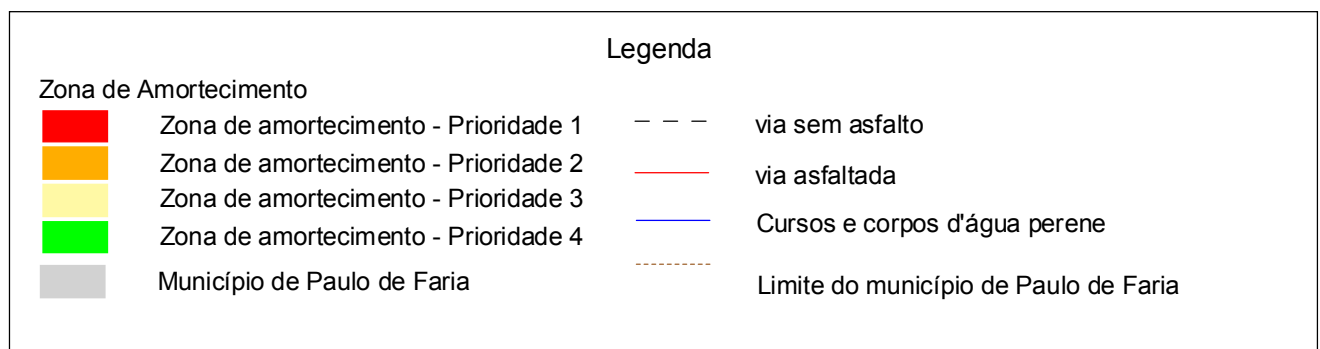 Legenda
Zona de Amortecimento
Zona de amortecimento - Prioridade 1
Zona de amortecimento - Prioridade 2
Zona de amortecimento - Prioridade 3
Zona de amortecimento - Prioridade 4
Município de Paulo de Faria
via sem asfalto
via asfaltada
Cursos e corpos d'água perene
Limite do município de Paulo de Faria